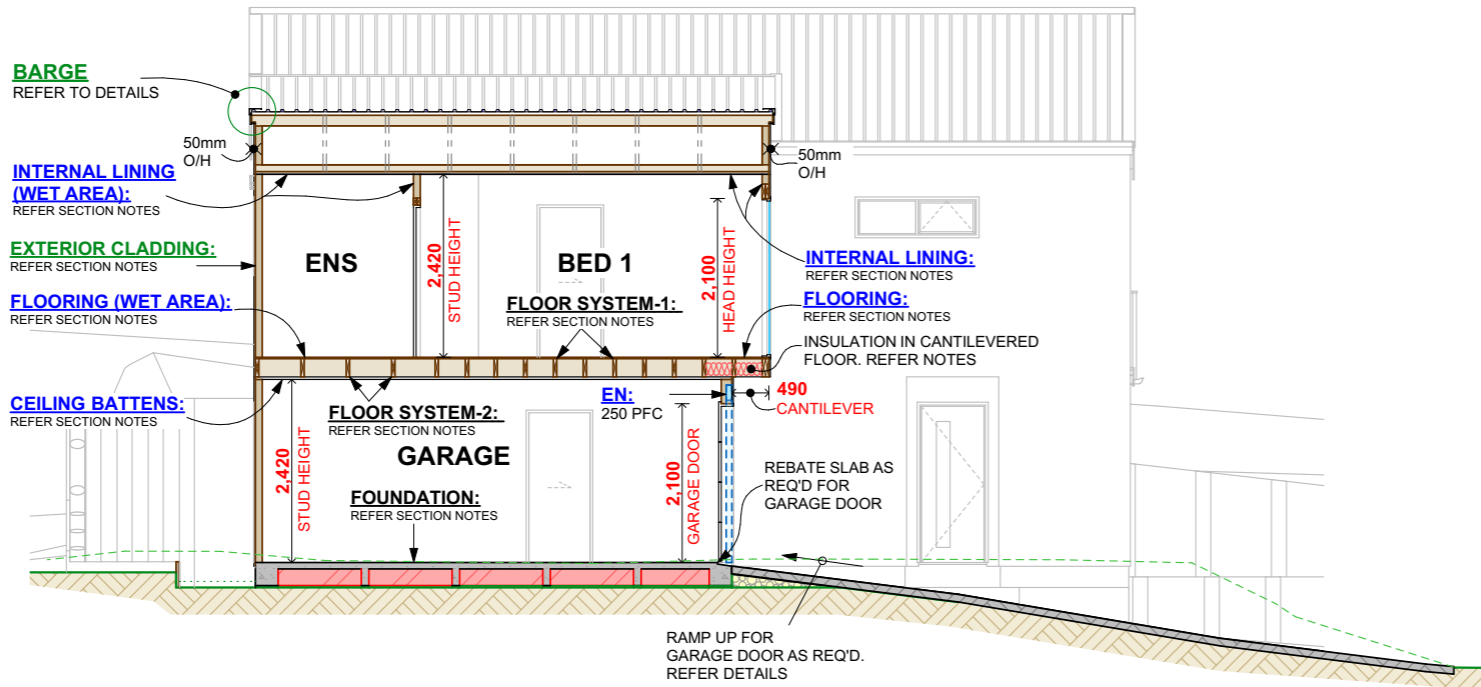 BARGE
REFER TO DETAILS
50mm
O/H
50mm
O/H
INTERNAL LINING
(WET AREA):
REFER SECTION NOTES
EXTERIOR CLADDING:
REFER SECTION NOTES
ENS
2,420
STUD HEIGHT
BED 1
2,100
HEAD HEIGHT
INTERNAL LINING:
REFER SECTION NOTES
FLOORING (WET AREA):
REFER SECTION NOTES
FLOOR SYSTEM-1:
REFER SECTION NOTES
FLOORING:
REFER SECTION NOTES
INSULATION IN CANTILEVERED
FLOOR. REFER NOTES
CEILING BATTENS:
REFER SECTION NOTES
FLOOR SYSTEM-2:
REFER SECTION NOTES
EN:
250 PFC
490
CANTILEVER
GARAGE
2,420
STUD HEIGHT
2,100
GARAGE DOOR
REBATE SLAB AS
REQ'D FOR
GARAGE DOOR
FOUNDATION:
REFER SECTION NOTES
RAMP UP FOR
GARAGE DOOR AS REQ'D.
REFER DETAILS